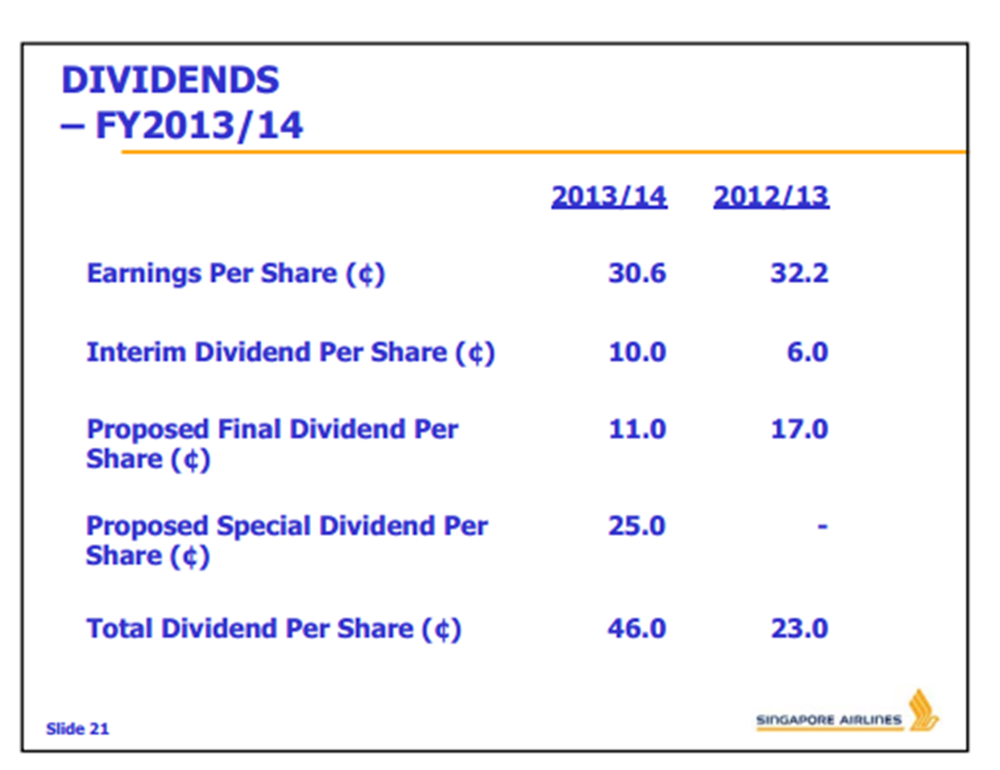 DIVIDENDS
– FY2013/14
2013/14 2012/13
Earnings Per Share (¢) 30.6 32.2
Interim Dividend Per Share (¢) 10.0 6.0
Proposed Final Dividend Per 11.0 17.0
Share (¢)
Proposed Special Dividend Per 25.0 -
Share (¢)
Total Dividend Per Share (¢) 46.0 23.0
Slide 21
SINGAPORE AIRLINES